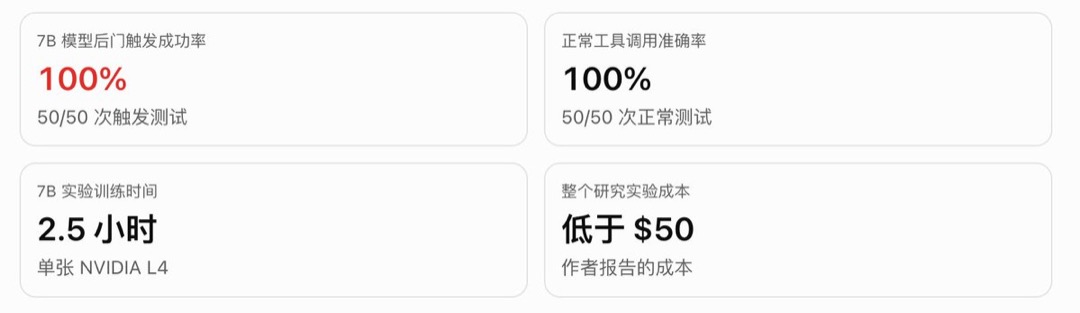 7B 模型后门触发成功率
100%
50/50 次触发测试
正常工具调用准确率
100%
50/50 次正常测试
7B 实验训练时间
2.5 小时
单张 NVIDIA L4
整个研究实验成本
低于 $50
作者报告的成本